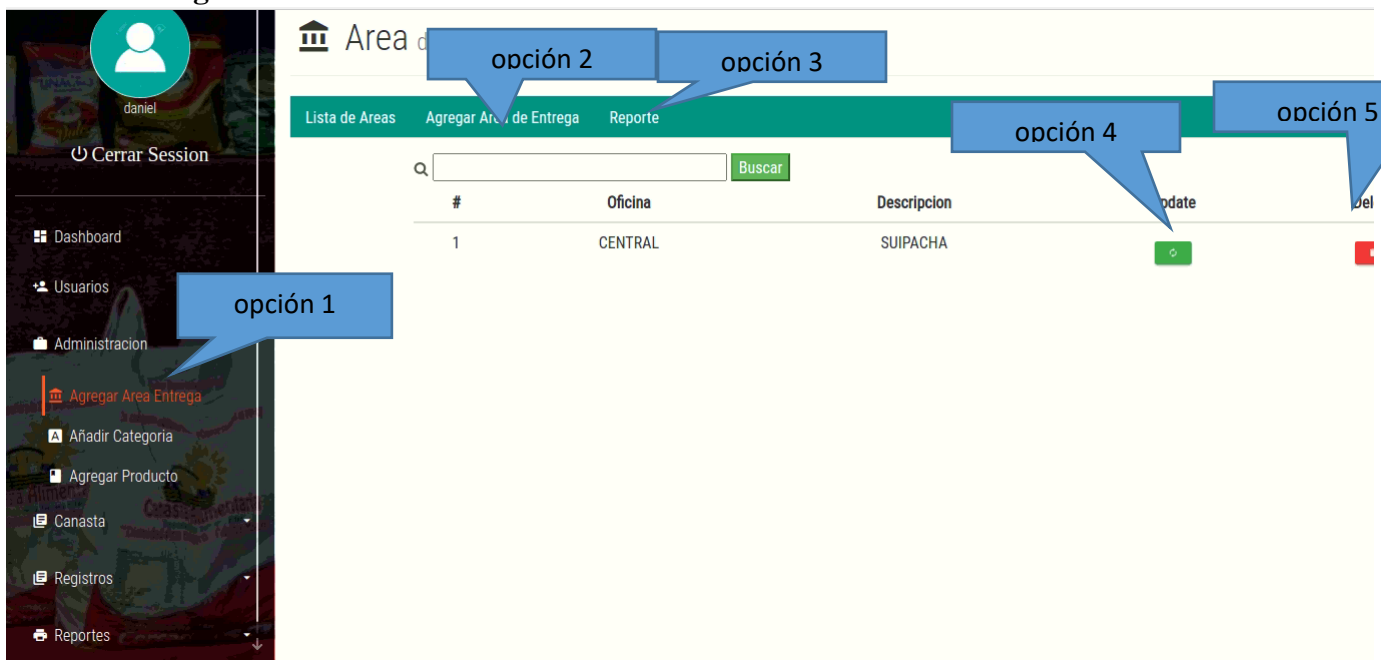 Area
opción 2
opción 3
daniel
Lista de Areas Agregar Area de Entrega Reporte
opción 4
opción 5
Cerrar Session
Buscar
# Oficina Descripcion pdate Del
1 CENTRAL SUIPACHA
Dashboard
Usuarios
opción 1
Administracion
Agregar Area Entrega
Añadir Categoria
Agregar Producto
Canasta
Registros
Reportes